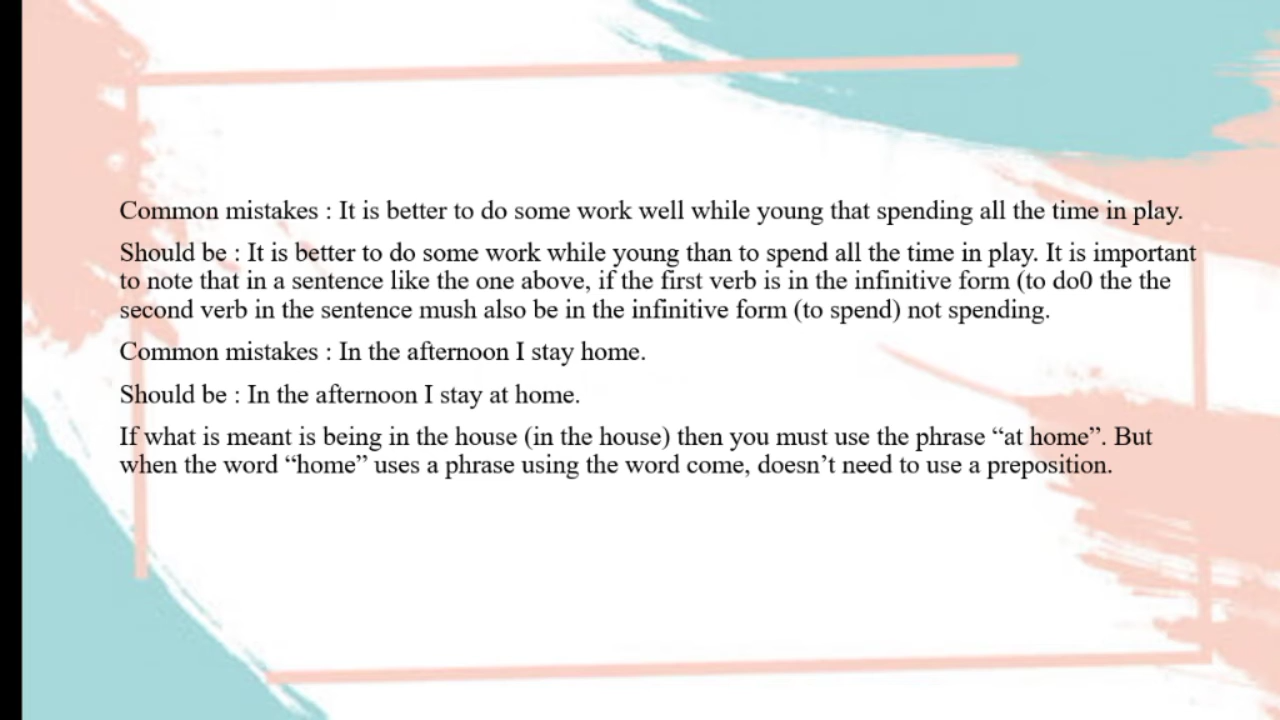 Common mistakes : It is better to do some work well while young that spending all the time in play.
Should be : It is better to do some work while young than to spend all the time in play. It is important
to note that in a sentence like the one above, if the first verb is in the infinitive form (to do0 the the
second verb in the sentence mush also be in the infinitive form (to spend) not spending.
Common mistakes : In the afternoon I stay home.
Should be : In the afternoon I stay at home.
If what is meant is being in the house (in the house) then you must use the phrase “at home”. But
when the word “home” uses a phrase using the word come, doesn’t need to use a preposition.